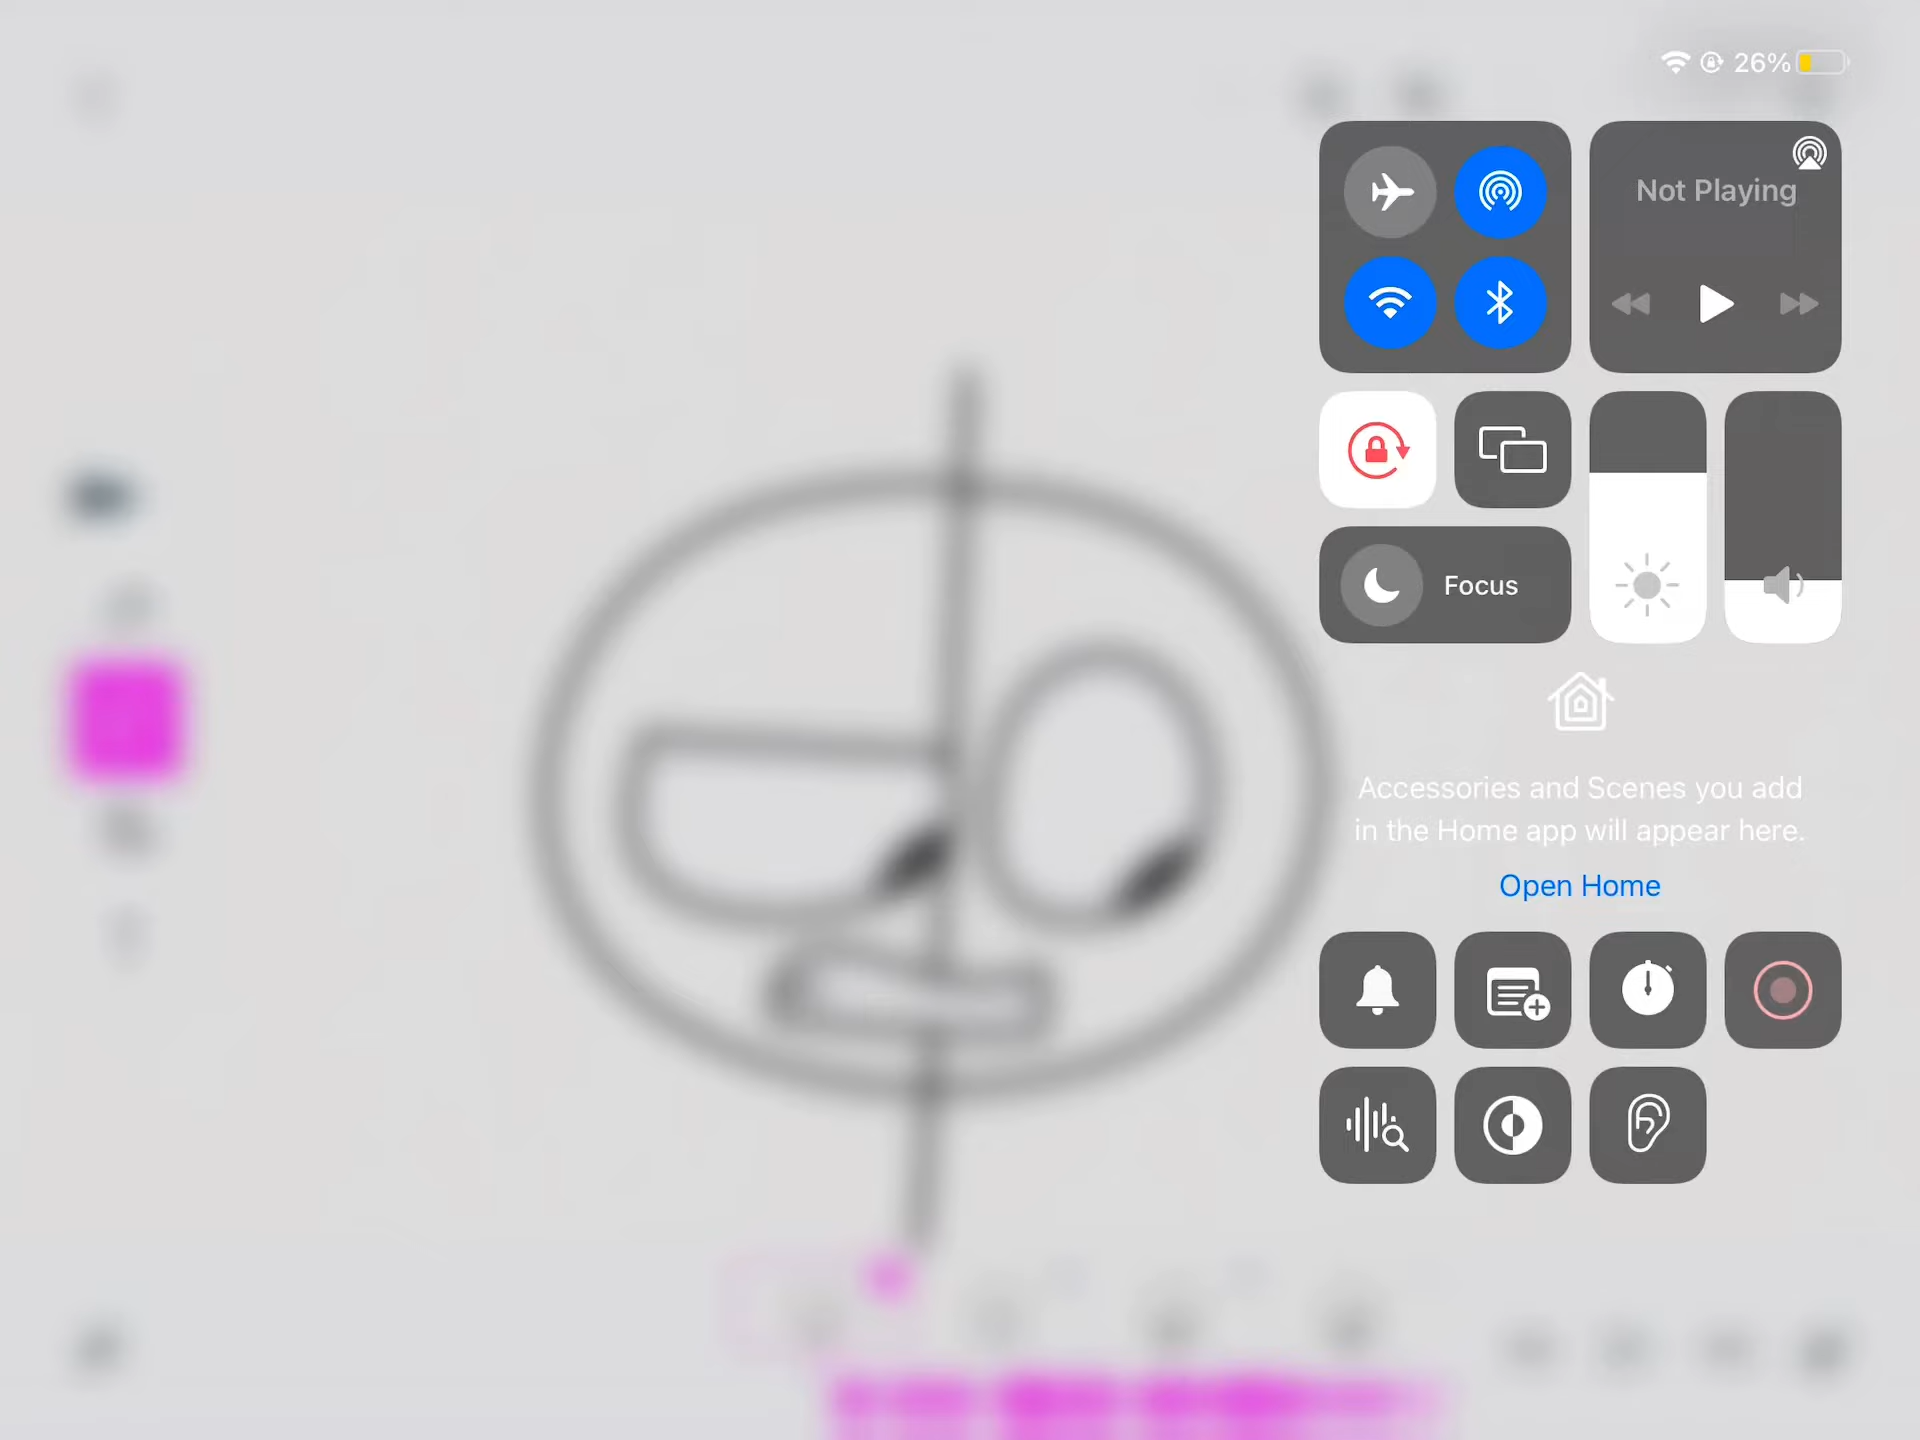 26%
Not Playing
Focus
Accessories and Scenes you add
in the Home app will appear here.
Open Home